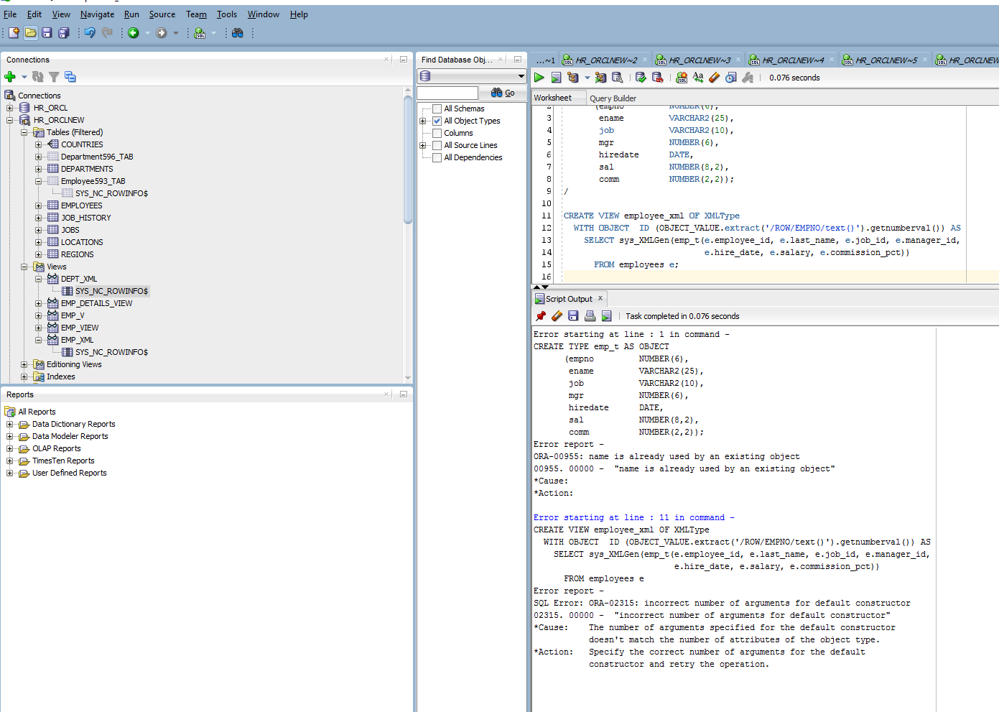 File Edit View Navigate Run Source Team Tools Window Help
Connections
Connections
HR_ORCL
HR_ORCLNEW
Tables (Filtered)
COUNTRIES
Department596_TAB
DEPARTMENTS
Employee593_TAB
SYS_NC_ROWINFO$
EMPLOYEES
JOB_HISTORY
JOBS
LOCATIONS
REGIONS
Views
DEPT_XML
SYS_NC_ROWINFO$
EMP_DETAILS_VIEW
EMP_V
EMP_VIEW
EMP_XML
SYS_NC_ROWINFO$
Editioning Views
Indexes
Reports
All Reports
Data Dictionary Reports
Data Modeler Reports
OLAP Reports
TimesTen Reports
User Defined Reports
Find Database Obj...
Go
All Schemas
All Object Types
Columns
All Source Lines
All Dependencies
...~1 HR_ORCLNEW~2 HR_ORCLNEW~3 HR_ORCLNEW~4 HR_ORCLNEW~5 HR_ORCLNEW
0.076 seconds
Worksheet Query Builder
2 (empno NUMBER(6),
3 ename VARCHAR2(25),
4 job VARCHAR2(10),
5 mgr NUMBER(6),
6 hiredate DATE,
7 sal NUMBER(8,2),
8 comm NUMBER(2,2));
9 /
10
11 CREATE VIEW employee_xml OF XMLType
12 WITH OBJECT ID (OBJECT_VALUE.extract('/ROW/EMPNO/text()').getnumberval()) AS
13 SELECT sys_XMLGen(emp_t(e.employee_id, e.last_name, e.job_id, e.manager_id,
14 e.hire_date, e.salary, e.commission_pct))
15 FROM employees e;
16
Script Output
Task completed in 0.076 seconds
Error starting at line : 1 in command -
CREATE TYPE emp_t AS OBJECT
(empno NUMBER(6),
ename VARCHAR2(25),
job VARCHAR2(10),
mgr NUMBER(6),
hiredate DATE,
sal NUMBER(8,2),
comm NUMBER(2,2));
Error report -
ORA-00955: name is already used by an existing object
00955. 00000 - "name is already used by an existing object"
*Cause:
*Action:
Error starting at line : 11 in command -
CREATE VIEW employee_xml OF XMLType
WITH OBJECT ID (OBJECT_VALUE.extract('/ROW/EMPNO/text()').getnumberval()) AS
SELECT sys_XMLGen(emp_t(e.employee_id, e.last_name, e.job_id, e.manager_id,
e.hire_date, e.salary, e.commission_pct))
FROM employees e
Error report -
SQL Error: ORA-02315: incorrect number of arguments for default constructor
02315. 00000 - "incorrect number of arguments for default constructor"
*Cause: The number of arguments specified for the default constructor
doesn't match the number of attributes of the object type.
*Action: Specify the correct number of arguments for the default
constructor and retry the operation.